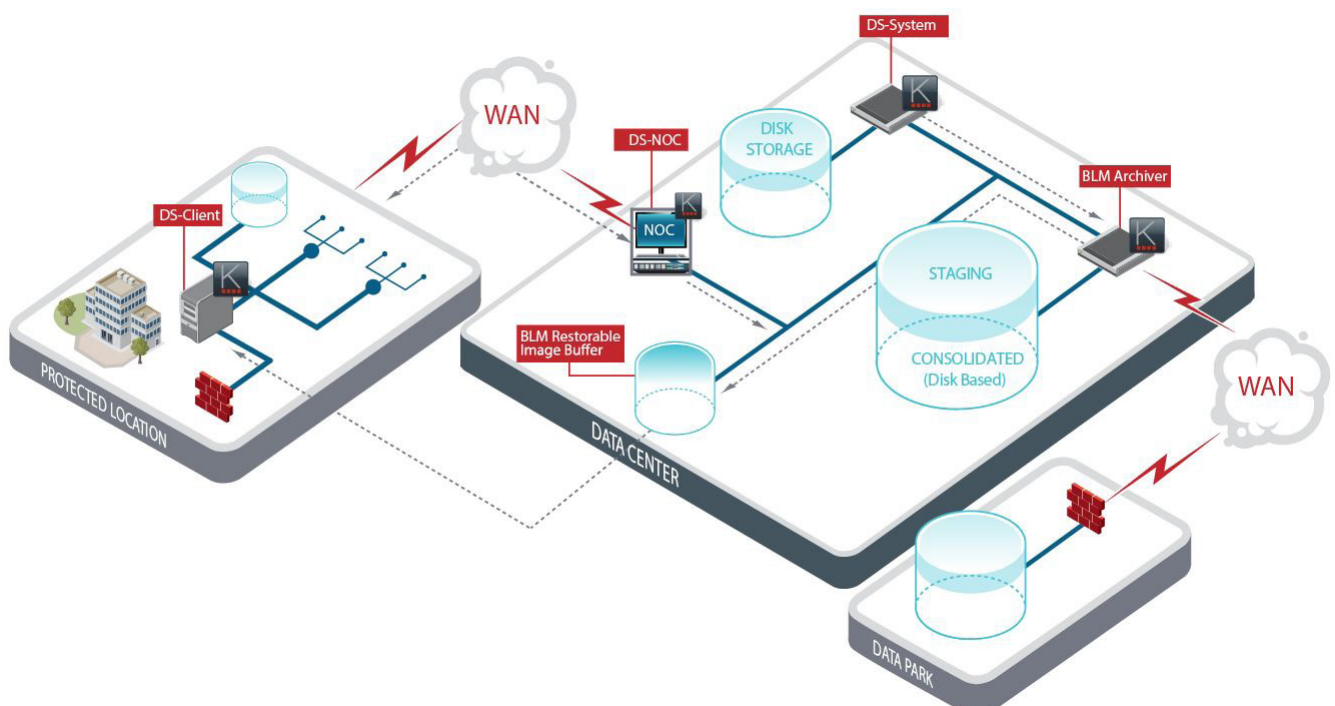 DS-System
WAN
DISK
STORAGE
DS-NOC
BLM Archiver
DS-Client
K
K
K
K
NOC
STAGING
BLM Restorable
Image Buffer
CONSOLIDATED
(Disk Based)
WAN
PROTECTED LOCATION
DATA CENTER
DATA PARK